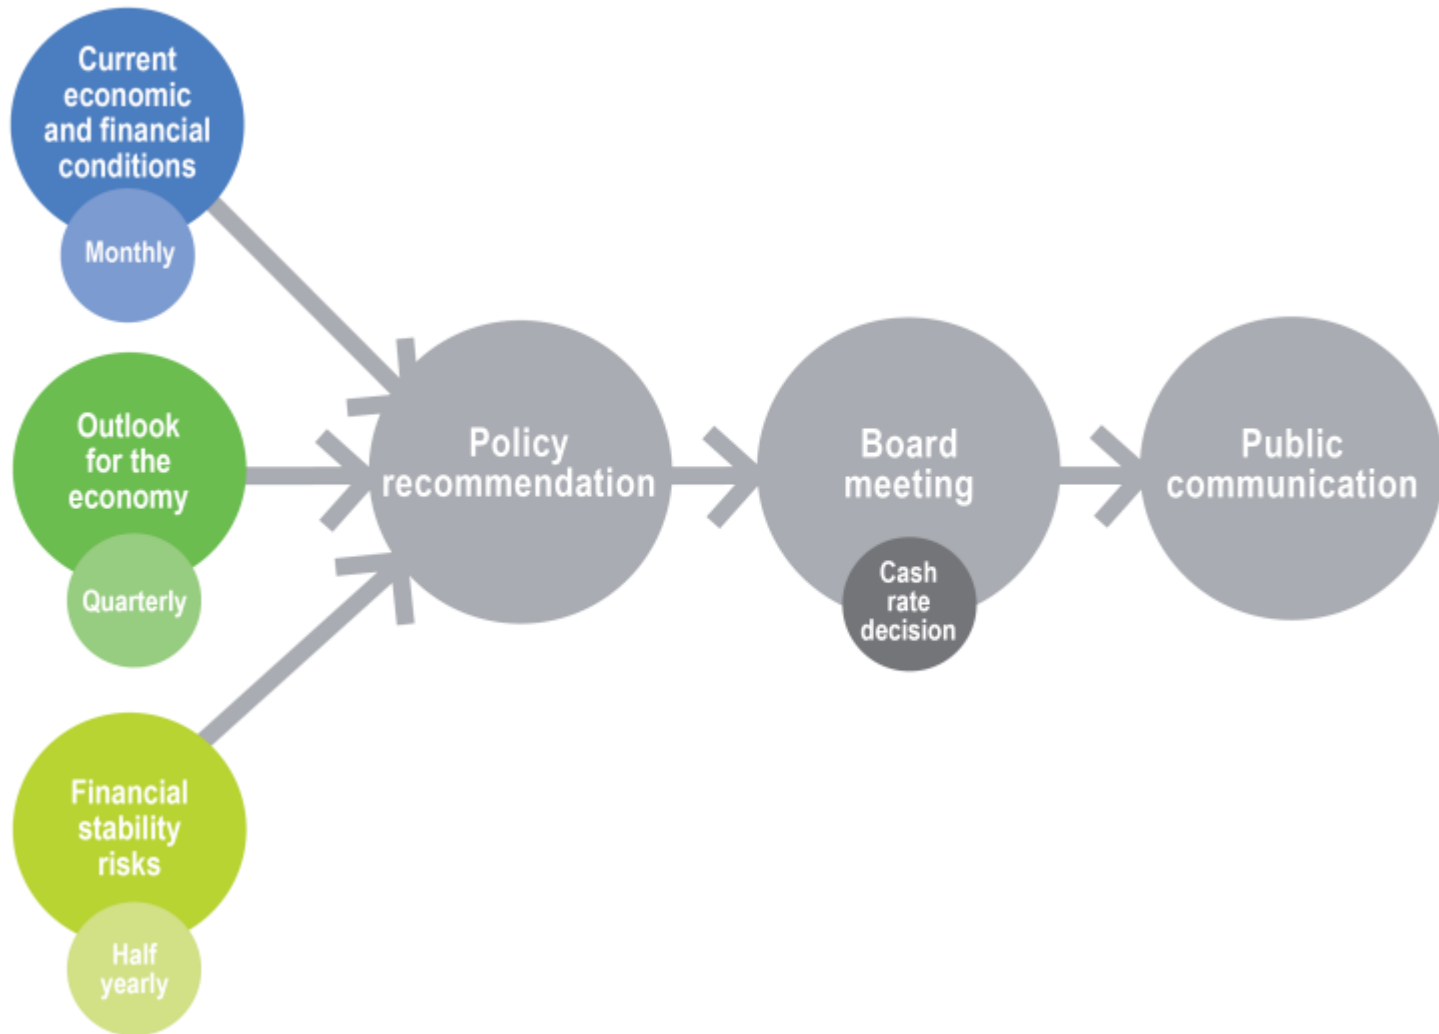 Current
economic
and financial
conditions
Monthly
Outlook
for the
economy
Quarterly
Financial
stability
risks
Half
yearly
Policy
recommendation
Board
meeting
Cash
rate
decision
Public
communication